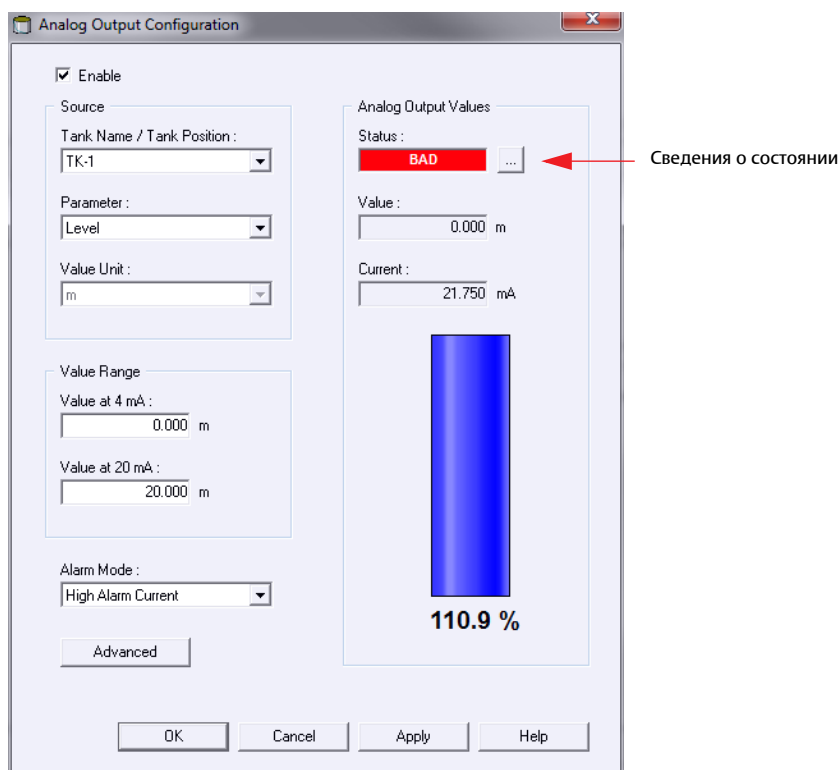 Analog Output Configuration
Enable
Source
Tank Name / Tank Position :
TK-1
Parameter :
Level
Value Unit :
m
Value Range
Value at 4 mA :
0.000 m
Value at 20 mA :
20.000 m
Alarm Mode :
High Alarm Current
Advanced
Analog Output Values
Status :
BAD ...
Сведения о состоянии
Value :
0.000 m
Current :
21.750 mA
110.9 %
OK Cancel Apply Help